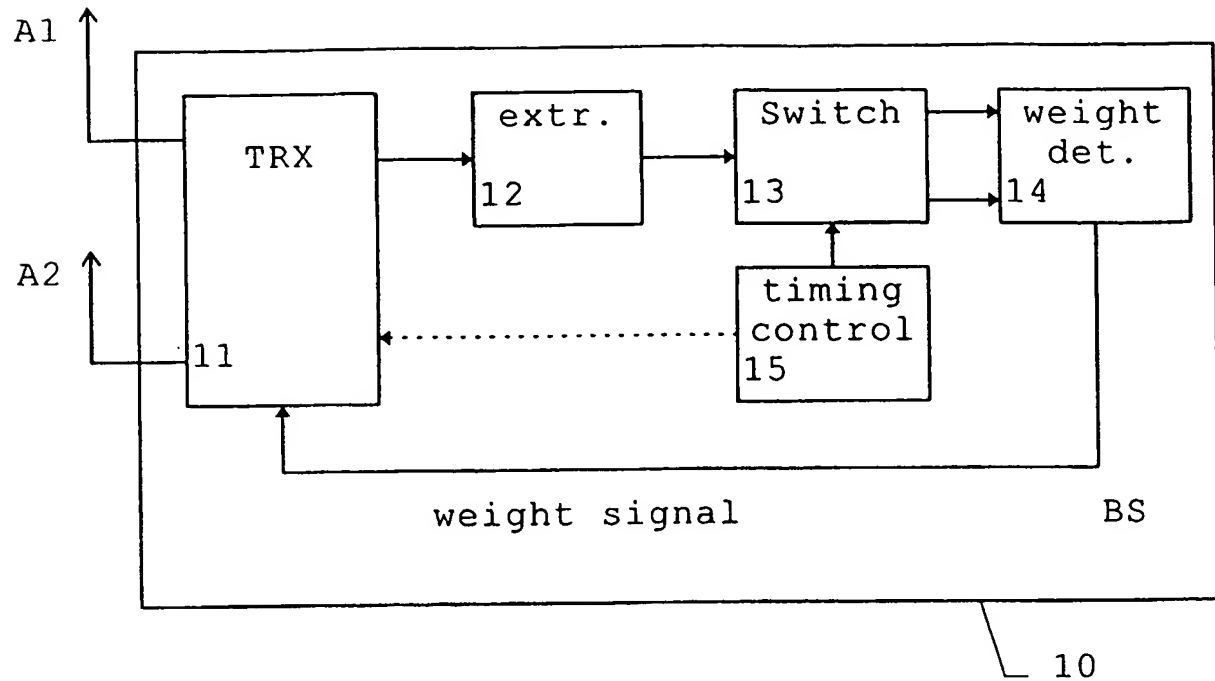 A1
TRX
11
extr.
12
Switch
13
weight
det.
14
A2
timing
control
15
weight signal
BS
10